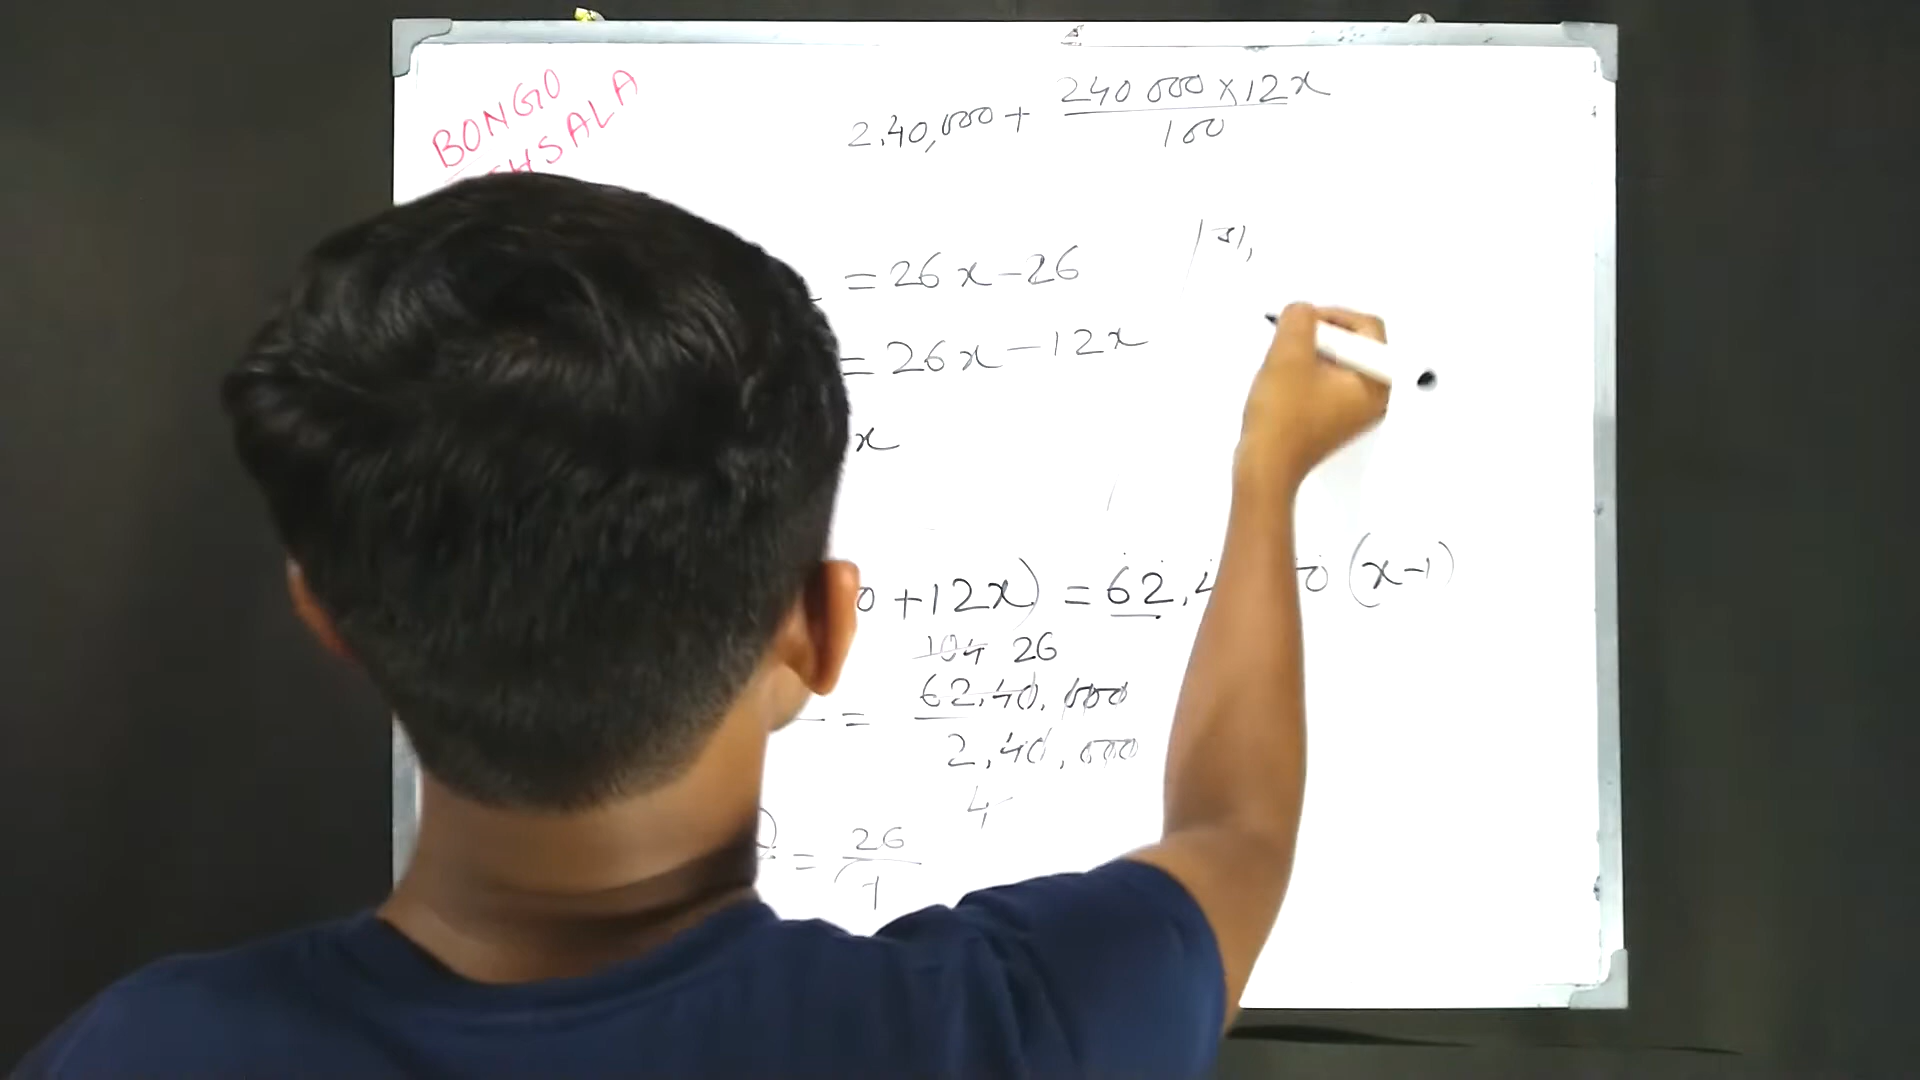 BONGO
SHSALA
2,40,000 + 240 000 × 12x
100
= 26x - 26
= 26x - 12x
x
0 + 12x) = 62,4 0 (x-1)
104 26
= 62,40,000
2,40,000
4
= 26
1